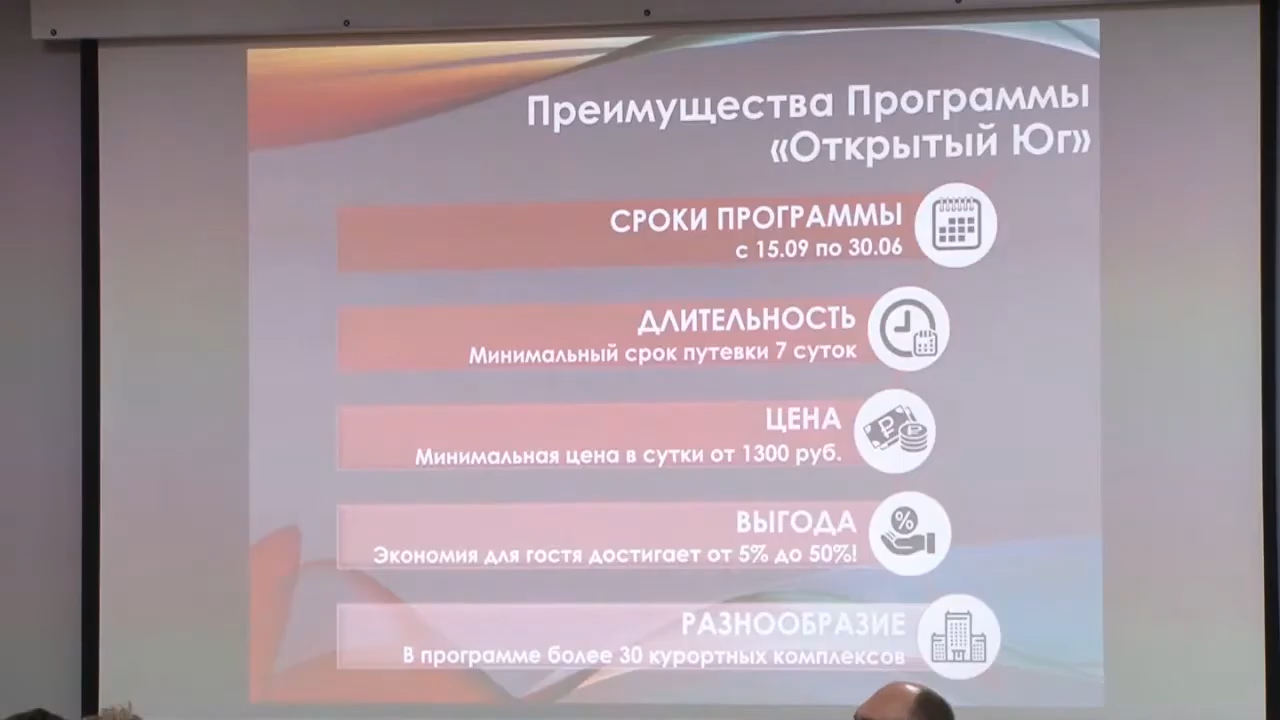 Преимущества Программы
«Открытый Юг»
СРОКИ ПРОГРАММЫ
с 15.09 по 30.06
ДЛИТЕЛЬНОСТЬ
Минимальный срок путевки 7 суток
ЦЕНА
Минимальная цена в сутки от 1300 руб.
ВЫГОДА
Экономия для гостя достигает от 5% до 50%!
РАЗНООБРАЗИЕ
В программе более 30 курортных комплексов